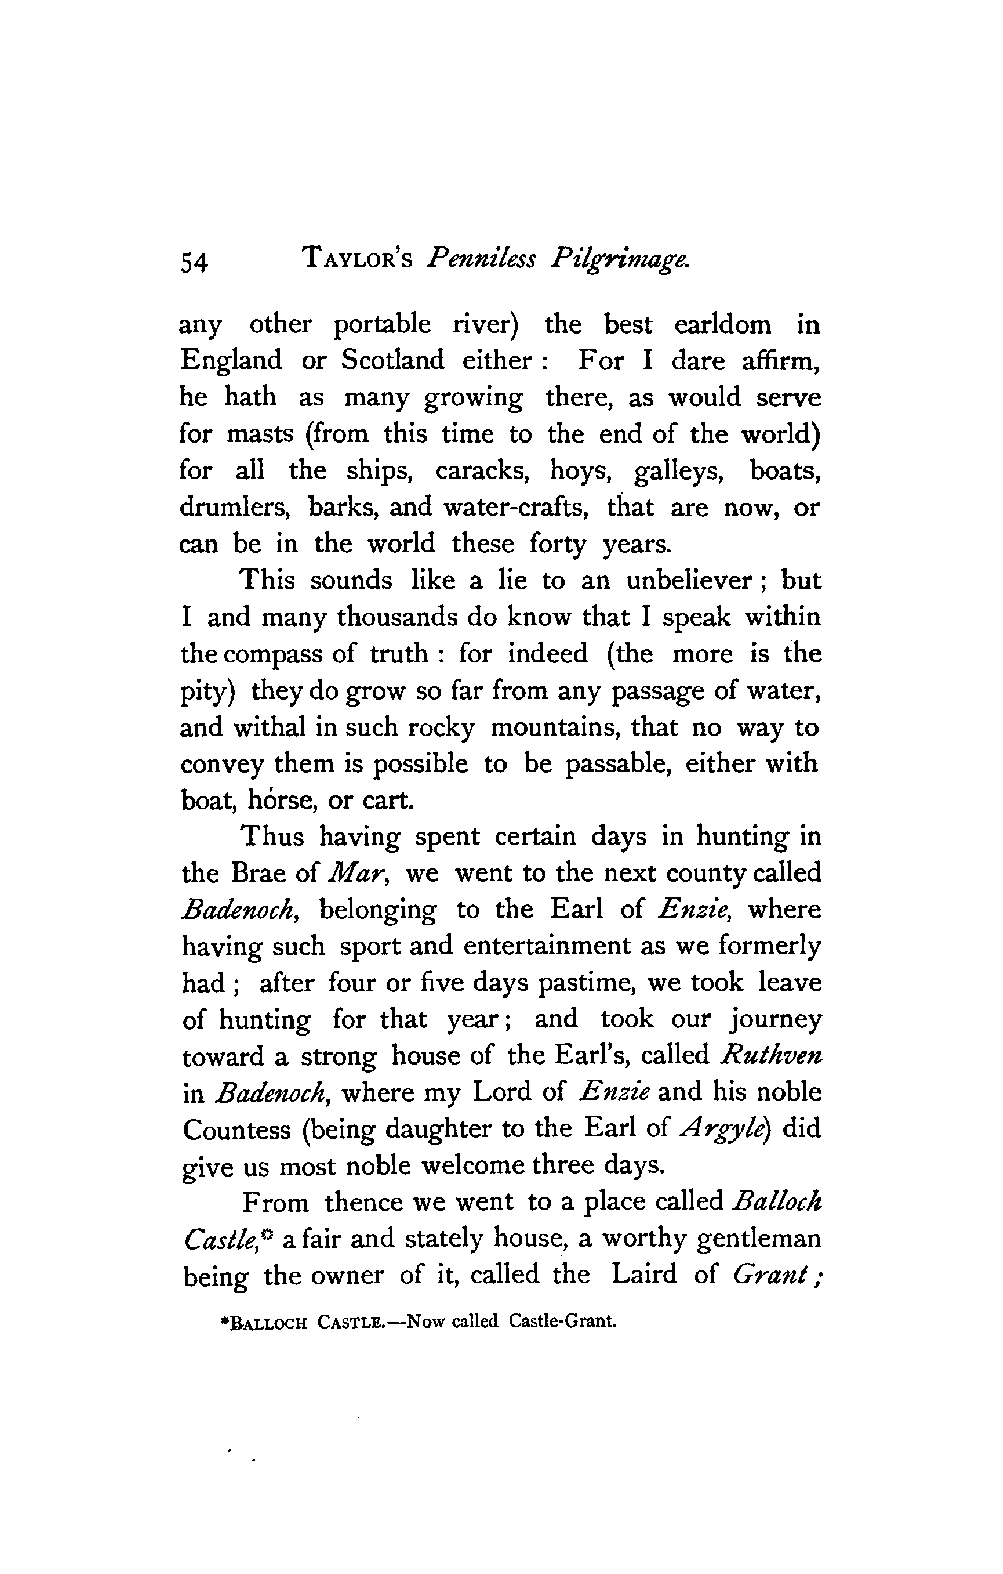 54 TAYLOR'S Penniless Pilgrimage.
any other portable river) the best earldom in
England or Scotland either : For I dare affirm,
he hath as many growing there, as would serve
for masts (from this time to the end of the world)
for all the ships, caracks, hoys, galleys, boats,
drumlers, barks, and water-crafts, that are now, or
can be in the world these forty years.
This sounds like a lie to an unbeliever ; but
I and many thousands do know that I speak within
the compass of truth : for indeed (the more is the
pity) they do grow so far from any passage of water,
and withal in such rocky mountains, that no way to
convey them is possible to be passable, either with
boat, horse, or cart.
Thus having spent certain days in hunting in
the Brae of Mar, we went to the next county called
Badenoch, belonging to the Earl of Enzie, where
having such sport and entertainment as we formerly
had ; after four or five days pastime, we took leave
of hunting for that year ; and took our journey
toward a strong house of the Earl's, called Ruthven
in Badenoch, where my Lord of Enzie and his noble
Countess (being daughter to the Earl of Argyle) did
give us most noble welcome three days.
From thence we went to a place called Balloch
Castle,* a fair and stately house, a worthy gentleman
being the owner of it, called the Laird of Grant ;
*BALLOCH CASTLE.—Now called Castle-Grant.